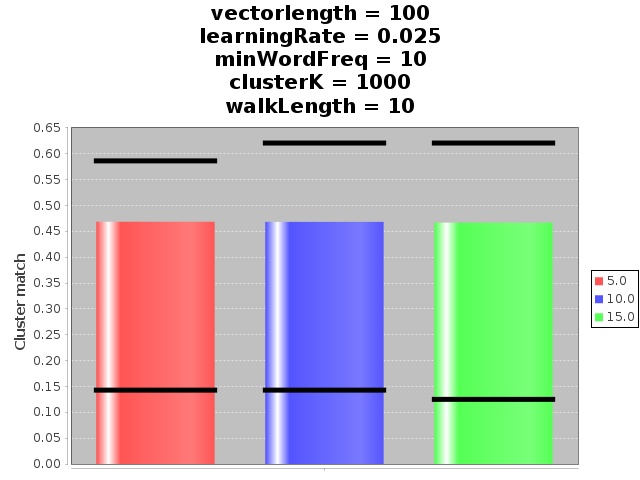 vectorlength = 100
learningRate = 0.025
minWordFreq = 10
clusterK = 1000
walkLength = 10
0.65
0.60
0.55
0.50
0.45
0.40
0.35
0.30
0.25
0.20
0.15
0.10
0.05
0.00
Cluster match
5.0
10.0
15.0